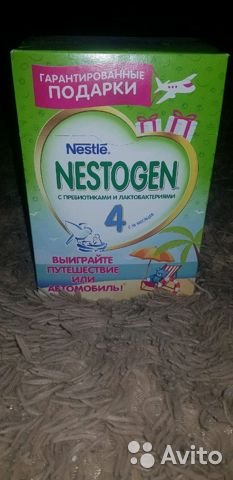 ГАРАНТИРОВАННЫЕ
ПОДАРКИ
Nestlé
NESTOGEN
С ПРЕБИОТИКАМИ И ЛАКТОБАКТЕРИЯМИ
4
ВЫИГРАЙТЕ
ПУТЕШЕСТВИЕ
ИЛИ
АВТОМОБИЛЬ!
Avito